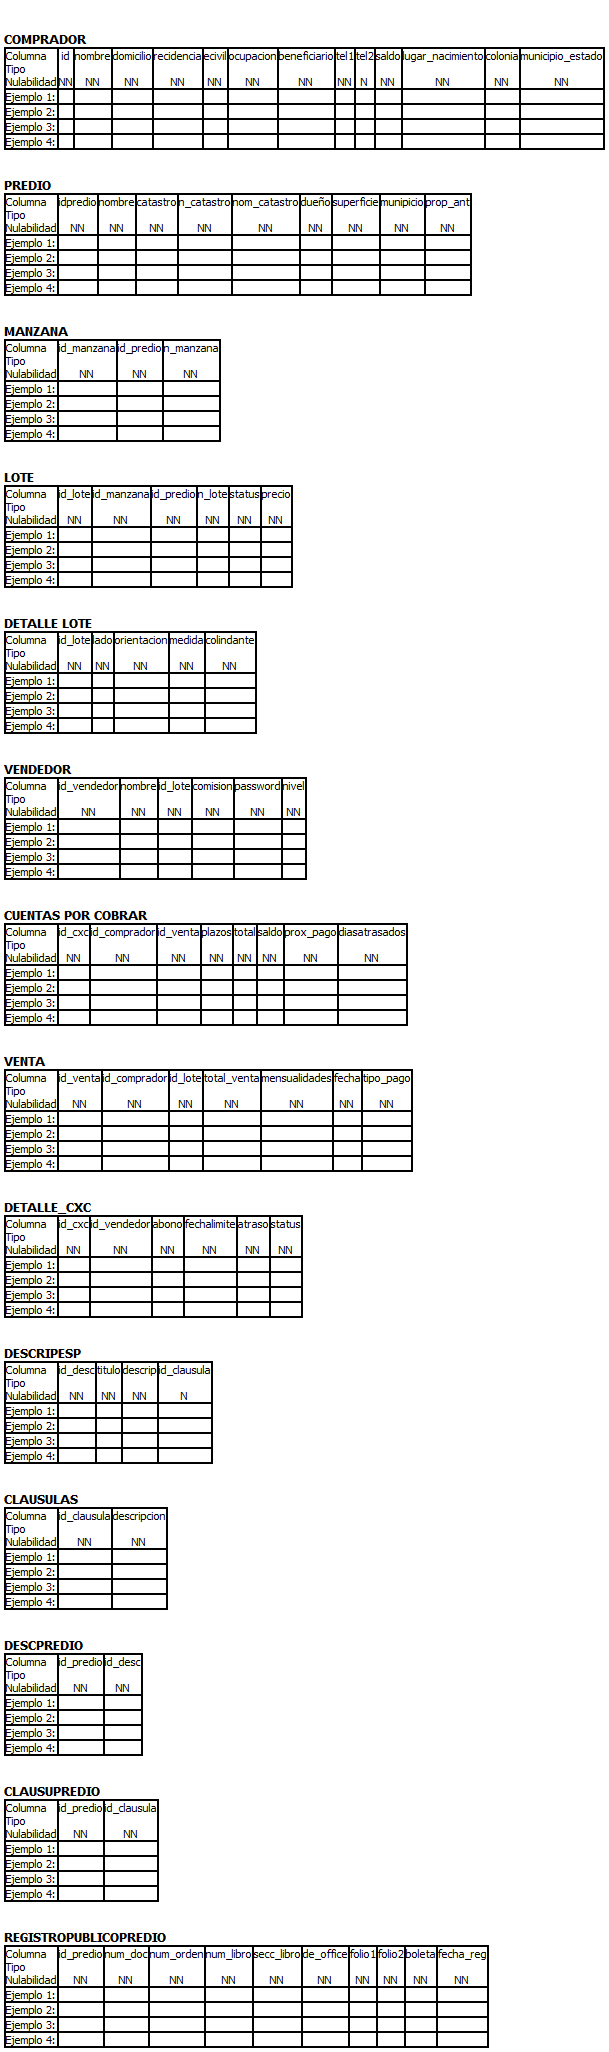 COMPRADOR
Columna id nombre domicilio residencia ecivil ocupacion beneficiario tel1 tel2 saldo lugar_nacimiento colonia municipio_estado
Tipo
Nulabilidad NN NN NN NN NN NN NN NN N NN NN NN NN
Ejemplo 1:
Ejemplo 2:
Ejemplo 3:
Ejemplo 4:
PREDIO
Columna idpredio nombre catastro n_catastro nom_catastro dueño superficie munipicio prop_ant
Tipo
Nulabilidad NN NN NN NN NN NN NN NN NN
Ejemplo 1:
Ejemplo 2:
Ejemplo 3:
Ejemplo 4:
MANZANA
Columna id_manzana id_predio n_manzana
Tipo
Nulabilidad NN NN NN
Ejemplo 1:
Ejemplo 2:
Ejemplo 3:
Ejemplo 4:
LOTE
Columna id_lote id_manzana id_predio n_lote status precio
Tipo
Nulabilidad NN NN NN NN NN NN
Ejemplo 1:
Ejemplo 2:
Ejemplo 3:
Ejemplo 4:
DETALLE LOTE
Columna id_lote lado orientacion medida colindante
Tipo
Nulabilidad NN NN NN NN NN
Ejemplo 1:
Ejemplo 2:
Ejemplo 3:
Ejemplo 4:
VENDEDOR
Columna id_vendedor nombre id_lote comision password nivel
Tipo
Nulabilidad NN NN NN NN NN NN
Ejemplo 1:
Ejemplo 2:
Ejemplo 3:
Ejemplo 4:
CUENTAS POR COBRAR
Columna id_cxc id_comprador id_venta plazos total saldo prox_pago diasatrasados
Tipo
Nulabilidad NN NN NN NN NN NN NN NN
Ejemplo 1:
Ejemplo 2:
Ejemplo 3:
Ejemplo 4:
VENTA
Columna id_venta id_comprador id_lote total_venta mensualidades fecha tipo_pago
Tipo
Nulabilidad NN NN NN NN NN NN NN
Ejemplo 1:
Ejemplo 2:
Ejemplo 3:
Ejemplo 4:
DETALLE_CXC
Columna id_cxc id_vendedor abono fechalimite atraso status
Tipo
Nulabilidad NN NN NN NN NN NN
Ejemplo 1:
Ejemplo 2:
Ejemplo 3:
Ejemplo 4:
DESCRIPESP
Columna id_desc titulo descrip id_clausula
Tipo
Nulabilidad NN NN NN N
Ejemplo 1:
Ejemplo 2:
Ejemplo 3:
Ejemplo 4:
CLAUSULAS
Columna id_clausula descripcion
Tipo
Nulabilidad NN NN
Ejemplo 1:
Ejemplo 2:
Ejemplo 3:
Ejemplo 4:
DESCPREDIO
Columna id_predio id_desc
Tipo
Nulabilidad NN NN
Ejemplo 1:
Ejemplo 2:
Ejemplo 3:
Ejemplo 4:
CLAUSUPREDIO
Columna id_predio id_clausula
Tipo
Nulabilidad NN NN
Ejemplo 1:
Ejemplo 2:
Ejemplo 3:
Ejemplo 4:
REGISTROPUBLICOPREDIO
Columna id_predio num_doc num_orden num_libro secc_libro de_office folio1 folio2 boleta fecha_reg
Tipo
Nulabilidad NN NN NN NN NN NN NN NN NN NN
Ejemplo 1:
Ejemplo 2:
Ejemplo 3:
Ejemplo 4: